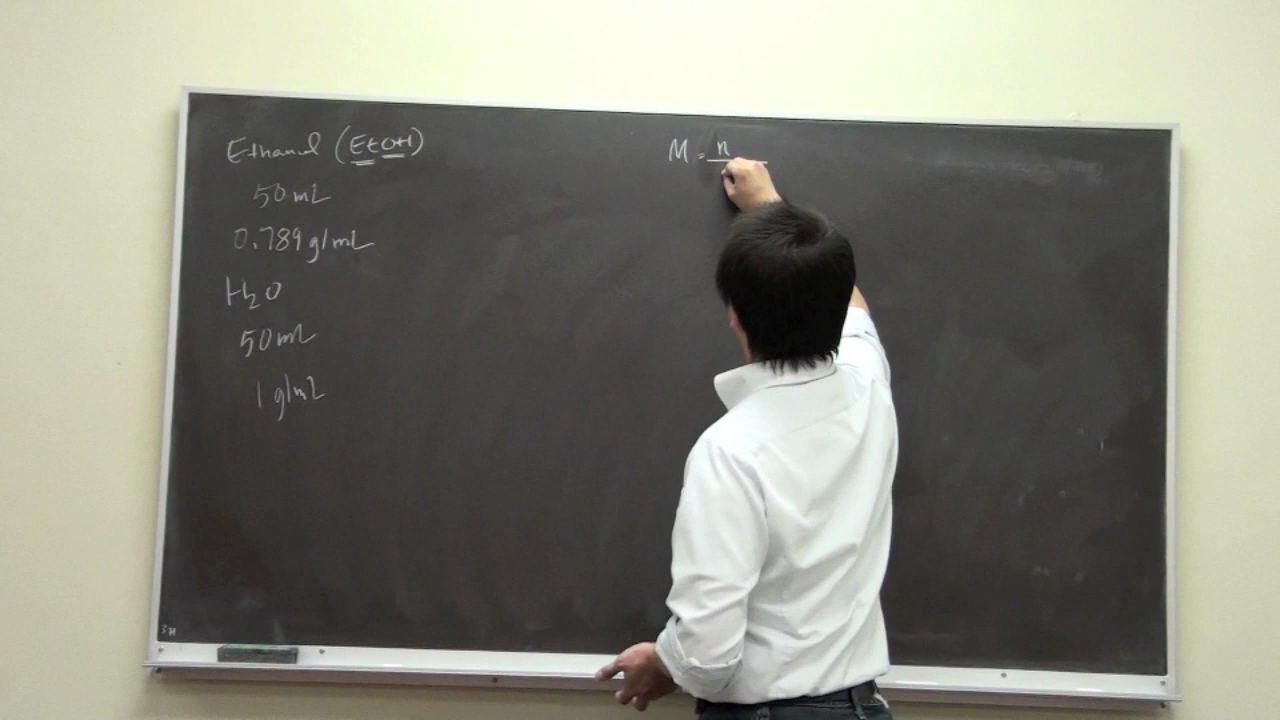 Ethanol (EtOH)
50 mL
0.789 g/mL
H₂O
50 mL
1 g/mL
M = n